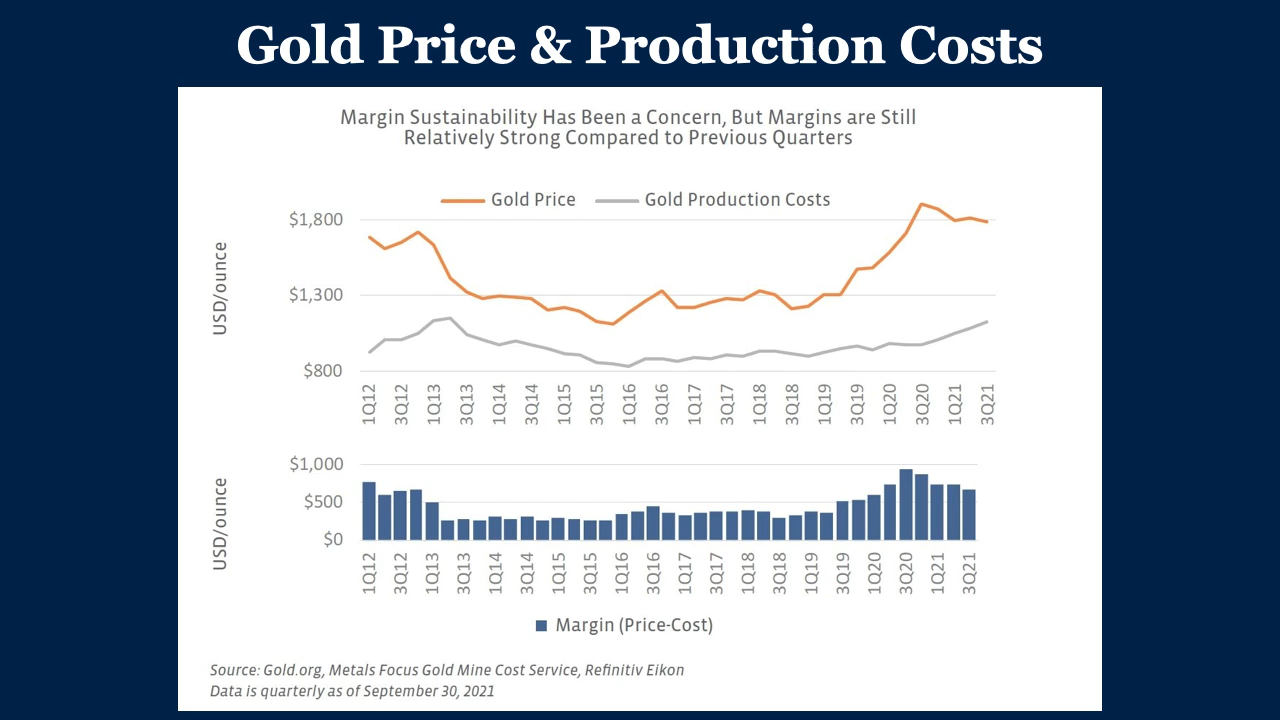 Gold Price & Production Costs
Margin Sustainability Has Been a Concern, But Margins are Still
Relatively Strong Compared to Previous Quarters
Gold Price
Gold Production Costs
USD/ounce
$1,800
$1,300
$800
1Q12
3Q12
1Q13
3Q13
1Q14
3Q14
1Q15
3Q15
1Q16
3Q16
1Q17
3Q17
1Q18
3Q18
1Q19
3Q19
1Q20
3Q20
1Q21
3Q21
USD/ounce
$1,000
$500
$0
1Q12
3Q12
1Q13
3Q13
1Q14
3Q14
1Q15
3Q15
1Q16
3Q16
1Q17
3Q17
1Q18
3Q18
1Q19
3Q19
1Q20
3Q20
1Q21
3Q21
Margin (Price-Cost)
Source: Gold.org, Metals Focus Gold Mine Cost Service, Refinitiv Eikon
Data is quarterly as of September 30, 2021